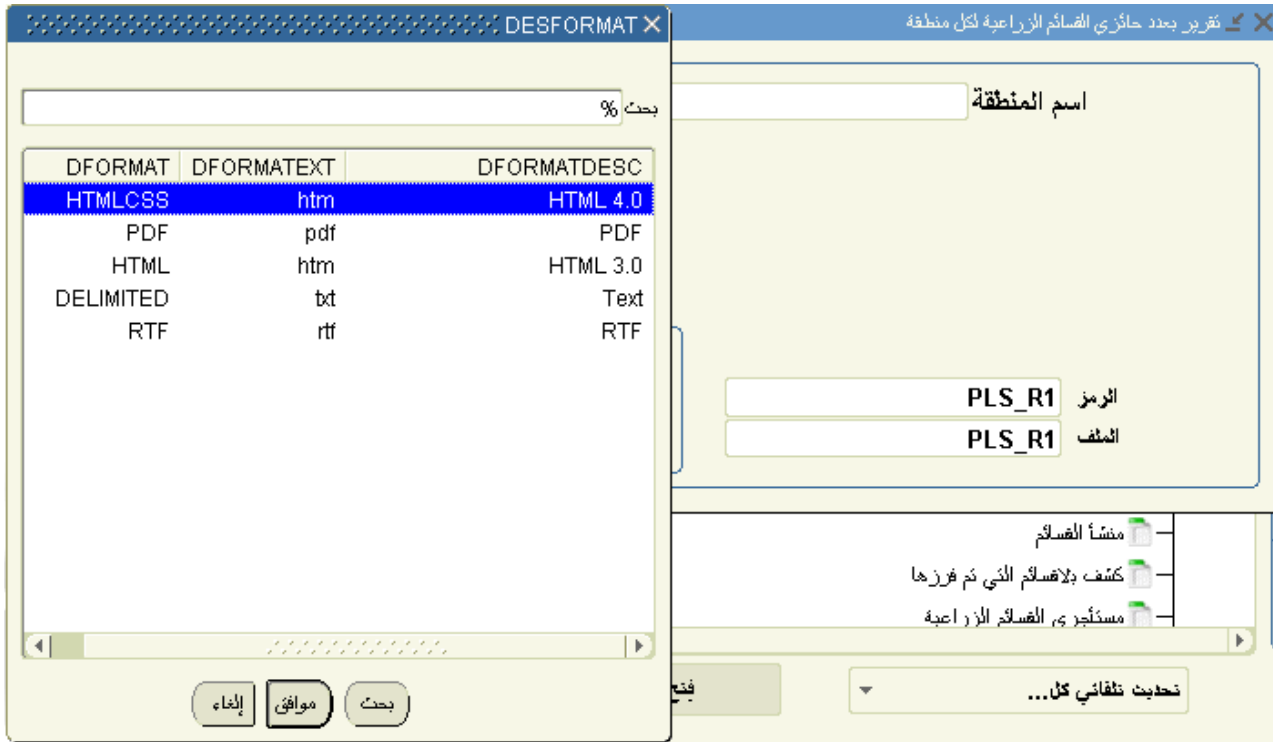 DESFORMAT
بحث %
DFORMAT DFORMATEXT DFORMATDESC
HTMLCSS htm HTML 4.0
PDF pdf PDF
HTML htm HTML 3.0
DELIMITED txt Text
RTF rtf RTF
إلغاء موافق بحث
تقرير بعدد حائزي القسائم الزراعية لكل منطقة
اسم المنطقة
الرمز PLS_R1
الملف PLS_R1
منشأ القسائم
كشف بلاقسائم التي تم فرزها
مستأجري القسائم الزراعية
تحديث تلقائي كل...
فتح